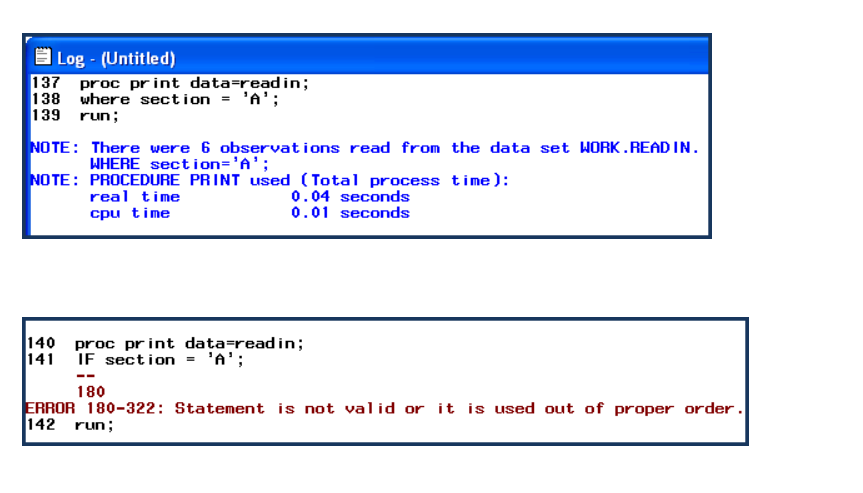 Log - (Untitled)
137 proc print data=readin;
138 where section = 'A';
139 run;
NOTE: There were 6 observations read from the data set WORK.READIN.
WHERE section='A';
NOTE: PROCEDURE PRINT used (Total process time):
real time 0.04 seconds
cpu time 0.01 seconds
140 proc print data=readin;
141 IF section = 'A';
--
180
ERROR 180-322: Statement is not valid or it is used out of proper order.
142 run;